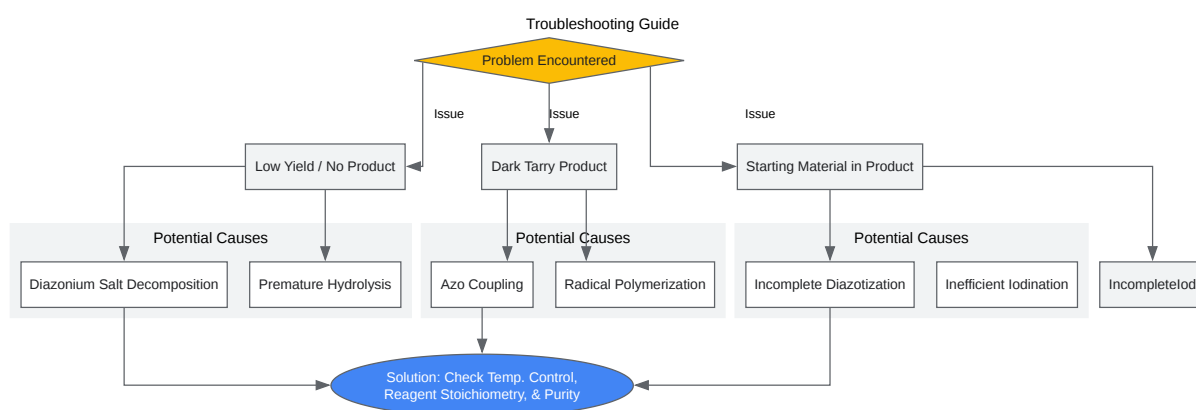 Troubleshooting Guide
Problem Encountered
Issue
Issue
Issue
Low Yield / No Product
Dark Tarry Product
Starting Material in Product
Potential Causes
Potential Causes
Potential Causes
Diazonium Salt Decomposition
Premature Hydrolysis
Azo Coupling
Radical Polymerization
Incomplete Diazotization
Inefficient Iodination
IncompleteIod
Solution: Check Temp. Control,
Reagent Stoichiometry, & Purity